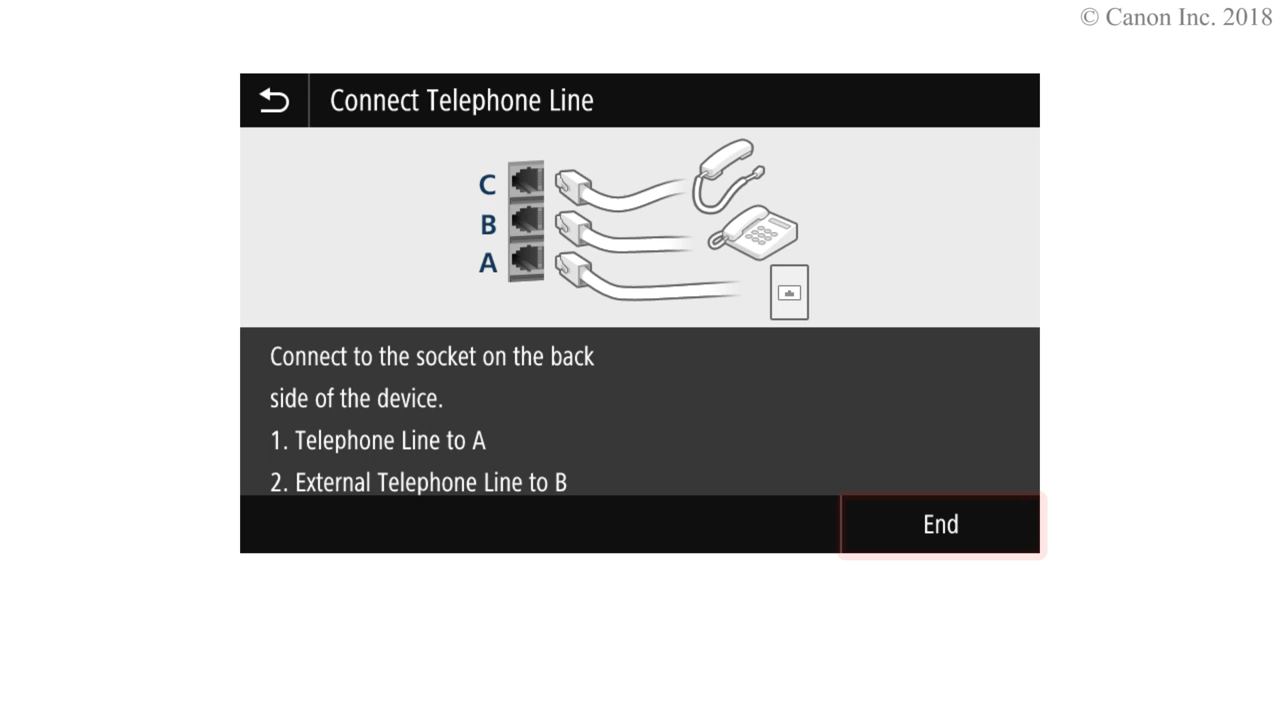 © Canon Inc. 2018
Connect Telephone Line
C
B
A
Connect to the socket on the back
side of the device.
1. Telephone Line to A
2. External Telephone Line to B
End